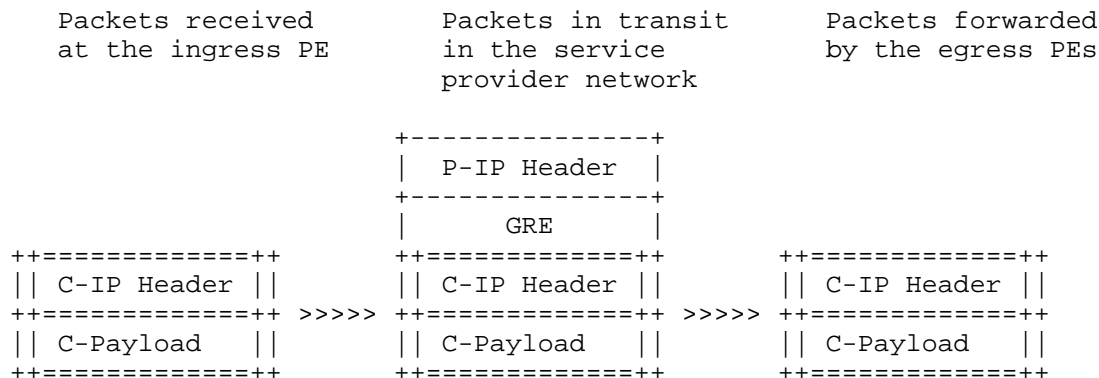 Packets received        Packets in transit      Packets forwarded
at the ingress PE       in the service          by the egress PEs
                        provider network

                     +---------------+
                     |  P-IP Header  |
                     +---------------+
                     |      GRE      |
++=============++       ++=============++       ++=============++
|| C-IP Header ||       || C-IP Header ||       || C-IP Header ||
++=============++ >>>>> ++=============++ >>>>> ++=============++
|| C-Payload   ||       || C-Payload   ||       || C-Payload   ||
++=============++       ++=============++       ++=============++